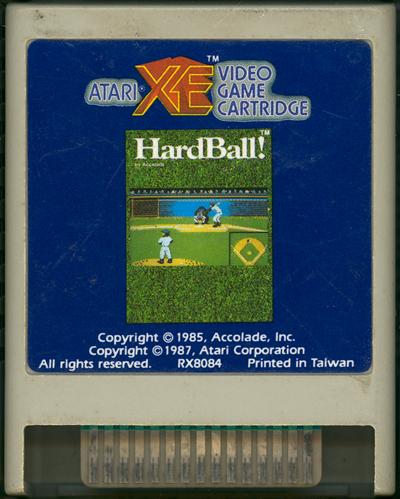 ATARI® XE™ VIDEO
GAME
CARTRIDGE
HardBall!™
by Accolade
Copyright © 1985, Accolade, Inc.
Copyright © 1987, Atari Corporation
All rights reserved. RX8084 Printed in Taiwan